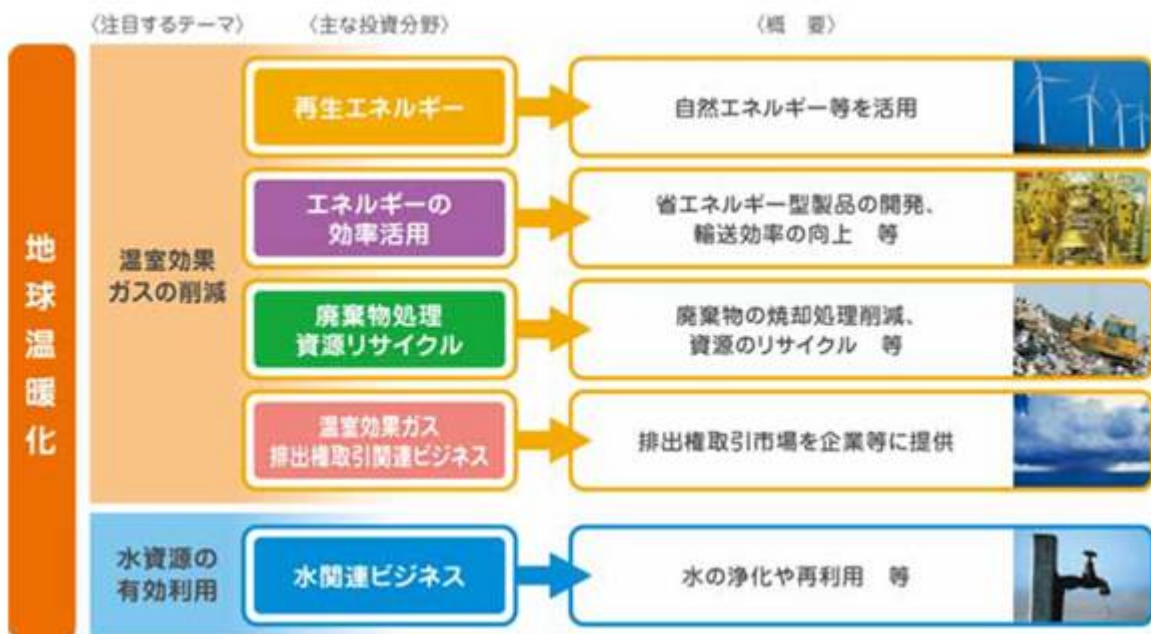 〈注目するテーマ〉 〈主な投資分野〉 〈概　要〉
地球温暖化
温室効果
ガスの削減
再生エネルギー
自然エネルギー等を活用
エネルギーの
効率活用
省エネルギー型製品の開発、
輸送効率の向上　等
廃棄物処理
資源リサイクル
廃棄物の焼却処理削減、
資源のリサイクル　等
温室効果ガス
排出権取引関連ビジネス
排出権取引市場を企業等に提供
水資源の
有効利用
水関連ビジネス
水の浄化や再利用　等